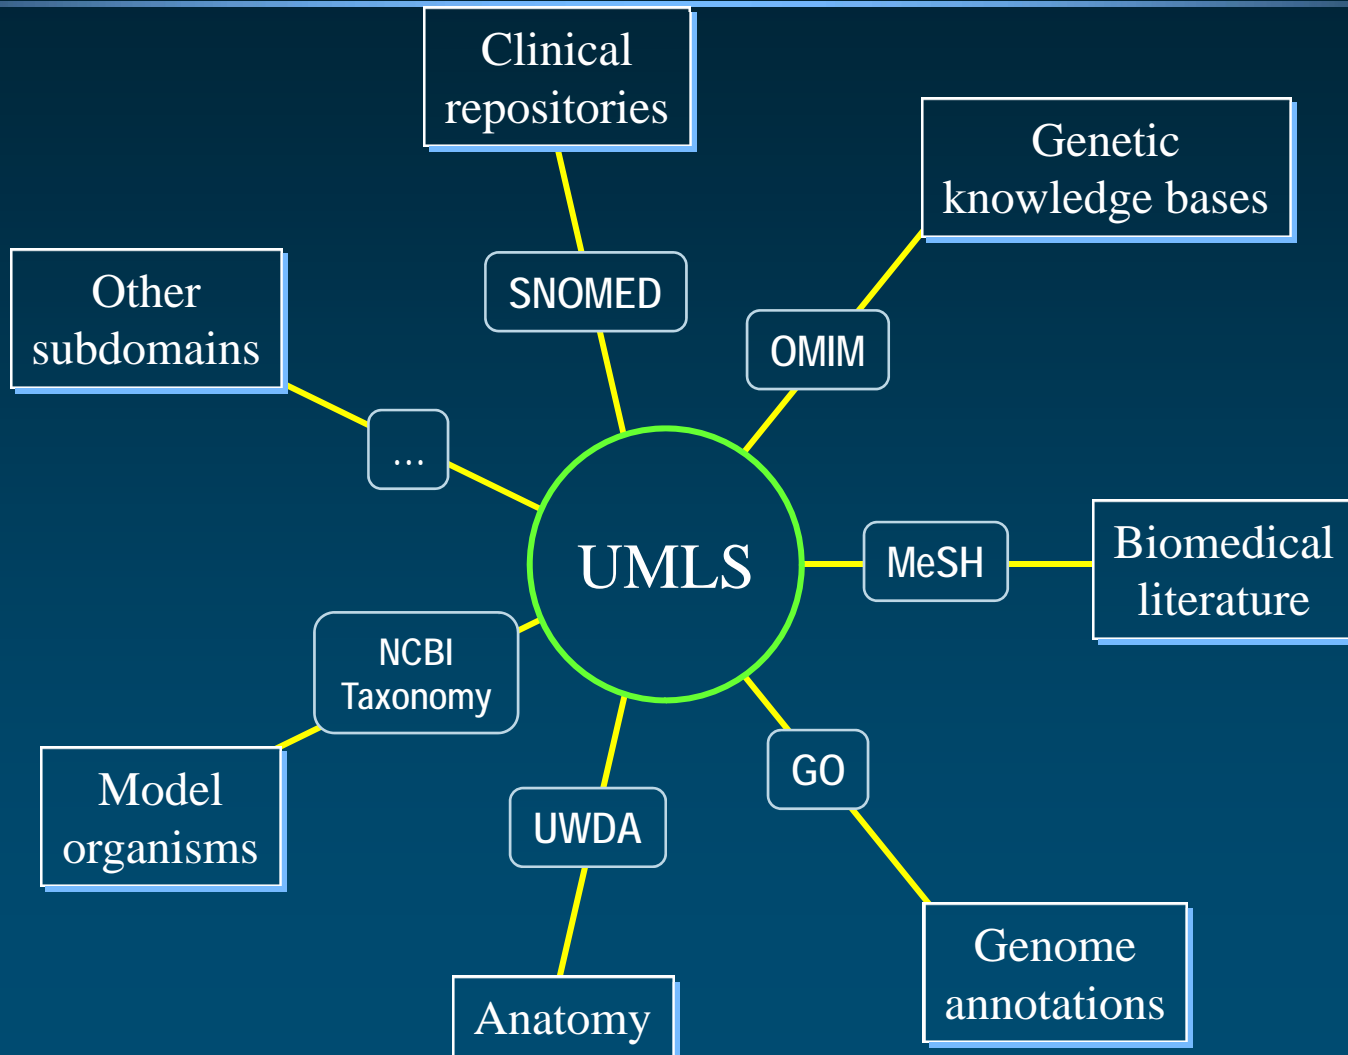 Clinical
repositories
Genetic
knowledge bases
SNOMED
Other
subdomains
OMIM
...
UMLS
MeSH
Biomedical
literature
NCBI
Taxonomy
GO
Model
organisms
UWDA
Genome
annotations
Anatomy